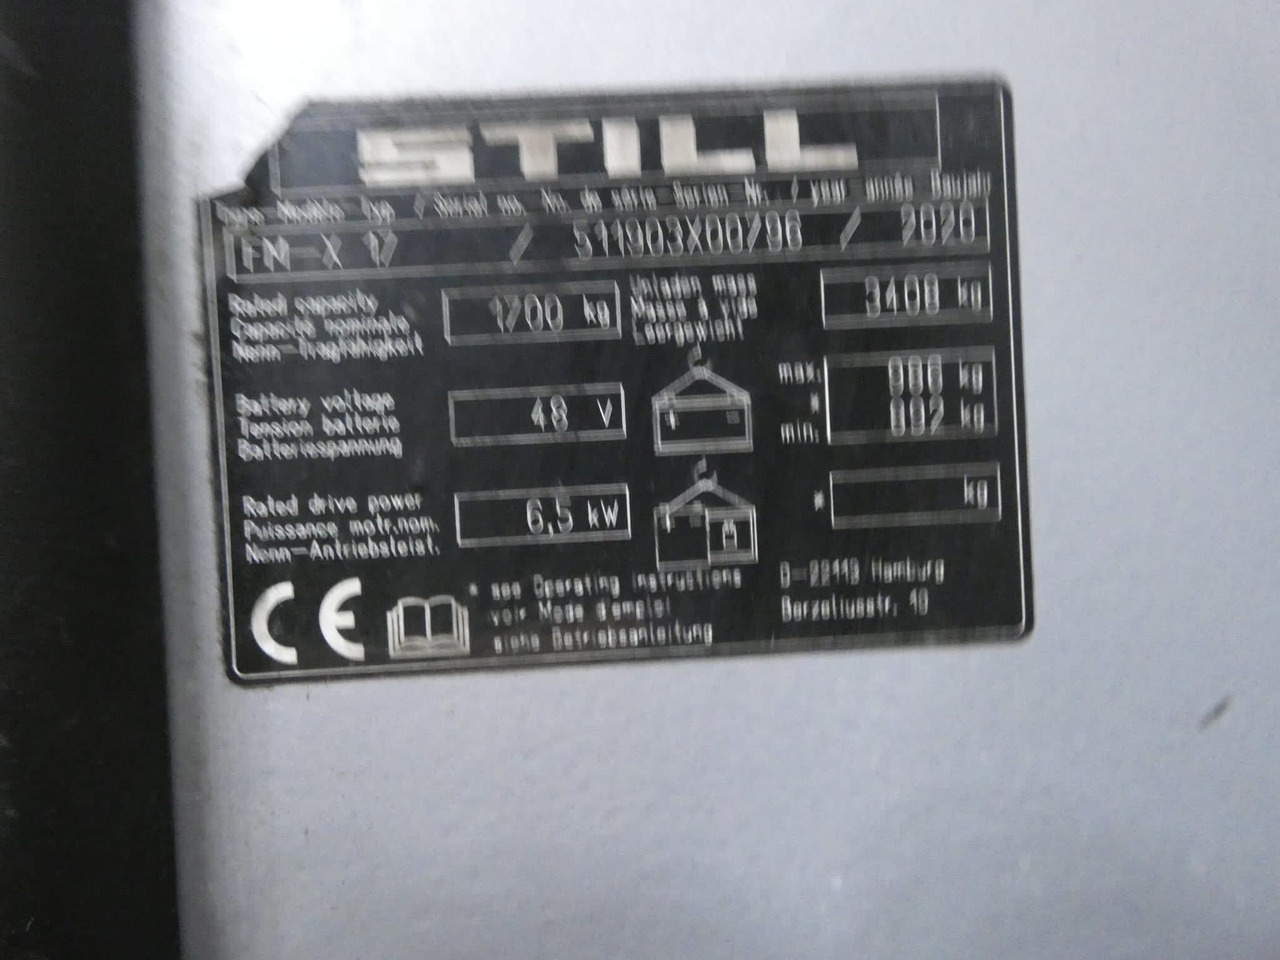 STILL
Type-Modèle-Typ / Serial no. No. de série Serien Nr. / year année Baujahr
FM-X 17 / 511903X00796 / 2020
Rated capacity
Capacité nominale
Nenn-Tragfähigkeit
1700 kg
Unladen mass
Masse à vide
Leergewicht
kg
Battery voltage
Tension batterie
Batteriespannung
48 V
max.
kg
*
min.
kg
Rated drive power
Puissance motr.nom.
Nenn-Antriebsleist.
6,5 kW
*
kg
CE
* see Operating instructions
voir Mode d'emploi
siehe Betriebsanleitung
D-22113 Hamburg
Berzeliusstr. 10